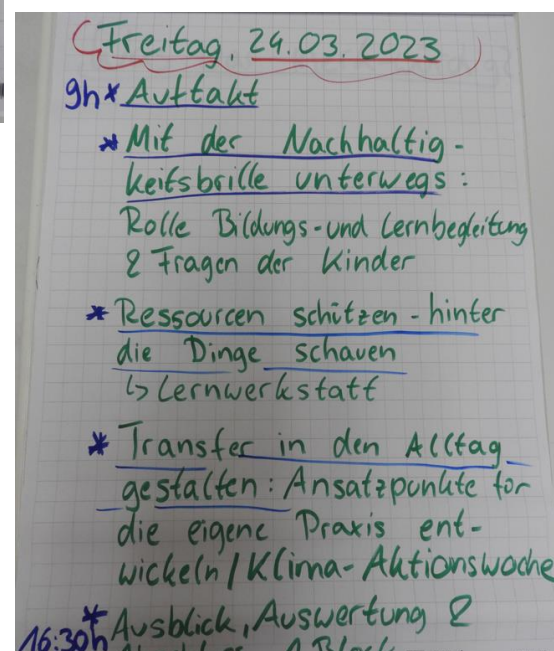 Freitag, 24.03.2023
9h * Auftakt
* Mit der Nachhaltig-
keitsbrille unterwegs:
Rolle Bildungs- und Lernbegleitung
& Fragen der Kinder
* Ressourcen schützen - hinter
die Dinge schauen
↳ Lernwerkstatt
* Transfer in den Alltag
gestalten: Ansatzpunkte för
die eigene Praxis ent-
wickeln / Klima-Aktionswoche
* Ausblick, Auswertung &
16:30h